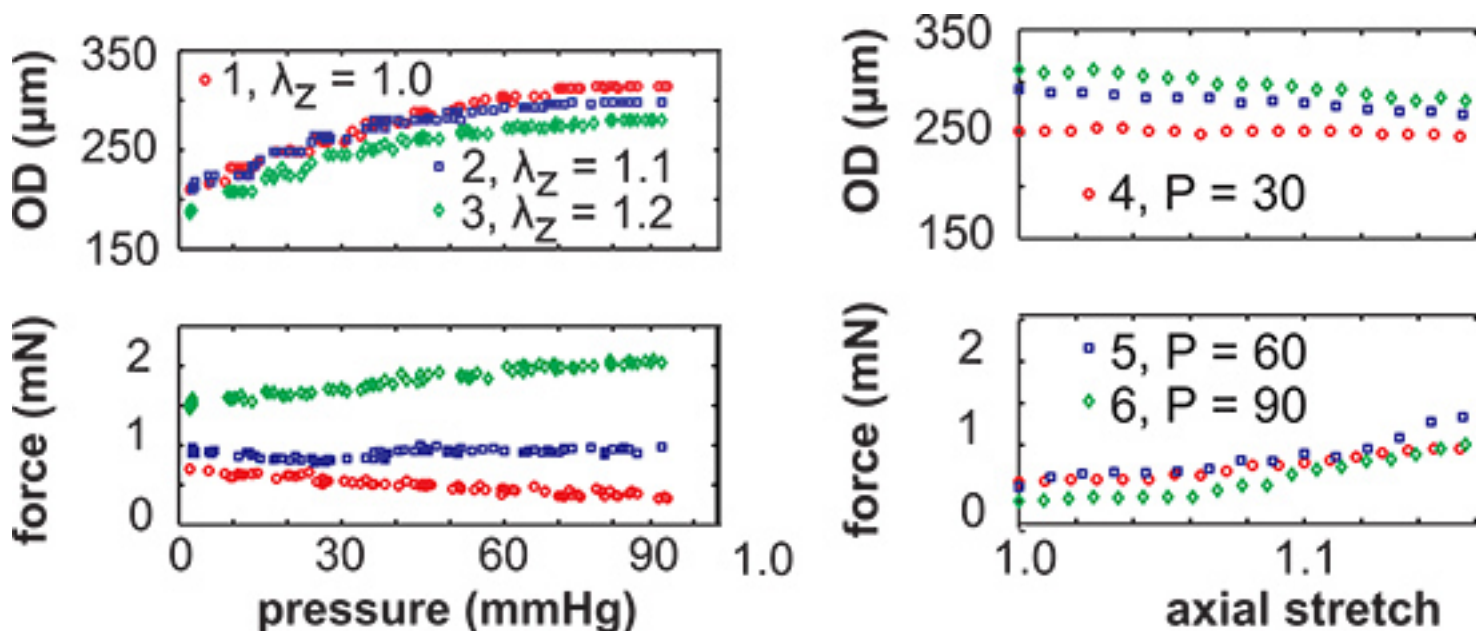 OD (μm)
350
250
150
1, λz = 1.0
2, λz = 1.1
3, λz = 1.2
OD (μm)
350
250
150
4, P = 30
force (mN)
2
1
0
0 30 60 90 1.0
pressure (mmHg)
force (mN)
2
1
0
5, P = 60
6, P = 90
1.0 1.1
axial stretch